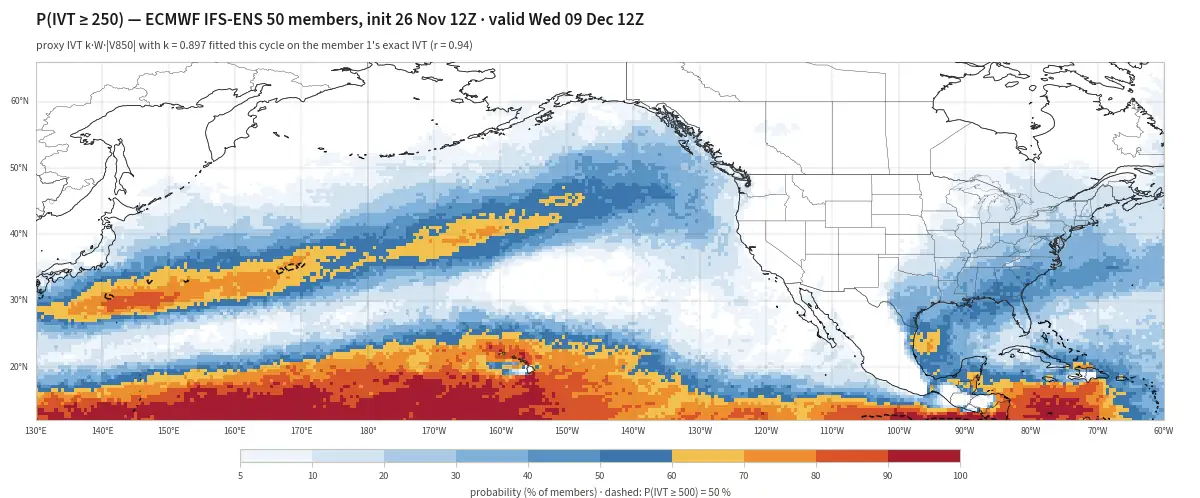 P(IVT ≥ 250) — ECMWF IFS-ENS 50 members, init 26 Nov 12Z · valid Wed 09 Dec 12Z
proxy IVT k·W·|V850| with k = 0.897 fitted this cycle on the member 1's exact IVT (r = 0.94)
60°N
50°N
40°N
30°N
20°N
130°E 140°E 150°E 160°E 170°E 180° 170°W 160°W 150°W 140°W 130°W 120°W 110°W 100°W 90°W 80°W 70°W 60°W
5 10 20 30 40 50 60 70 80 90 100
probability (% of members) · dashed: P(IVT ≥ 500) = 50 %